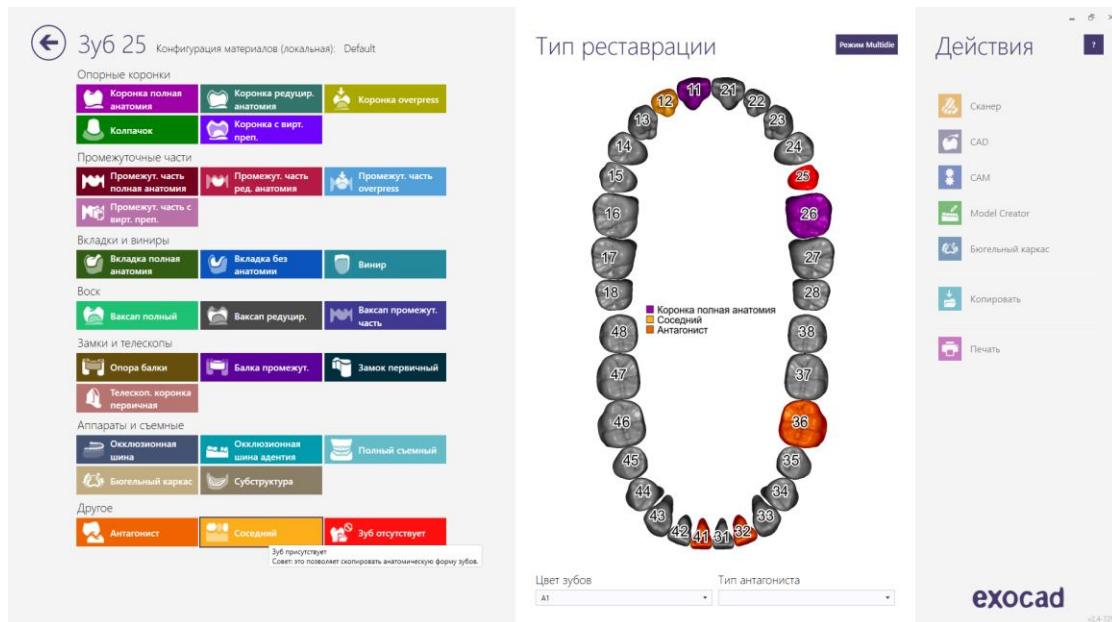 Зуб 25 Конфигурация материалов (локальная): Default
Опорные коронки
Коронка полная
анатомия
Коронка редуцир.
анатомия
Коронка overpress
Колпачок
Коронка с вирт.
преп.
Промежуточные части
Промежут. часть
полная анатомия
Промежут. часть
ред. анатомия
Промежут. часть
overpress
Промежут. часть с
вирт. преп.
Вкладки и виниры
Вкладка полная
анатомия
Вкладка без
анатомии
Винир
Воск
Ваксап полный
Ваксап редуцир.
Ваксап промежут.
часть
Замки и телескопы
Опора балки
Балка промежут.
Замок первичный
Телескоп. коронка
первичная
Аппараты и съемные
Окклюзионная
шина
Окклюзионная
шина адентия
Полный съемный
Бюгельный каркас
Субструктура
Другое
Антагонист
Соседний
Зуб отсутствует
Зуб присутствует
Совет: это позволяет скопировать анатомическую форму зубов.
Тип реставрации
Режим Multidie
11 21
12 22
13 23
14 24
15 25
16 26
17 27
18 28
Коронка полная анатомия
Соседний
Антагонист
48 38
47 37
46 36
45 35
44 34
43 33
42 41 31 32
Цвет зубов
A1
Тип антагониста
Действия
?
Сканер
CAD
CAM
Model Creator
Бюгельный каркас
Копировать
Печать
exocad